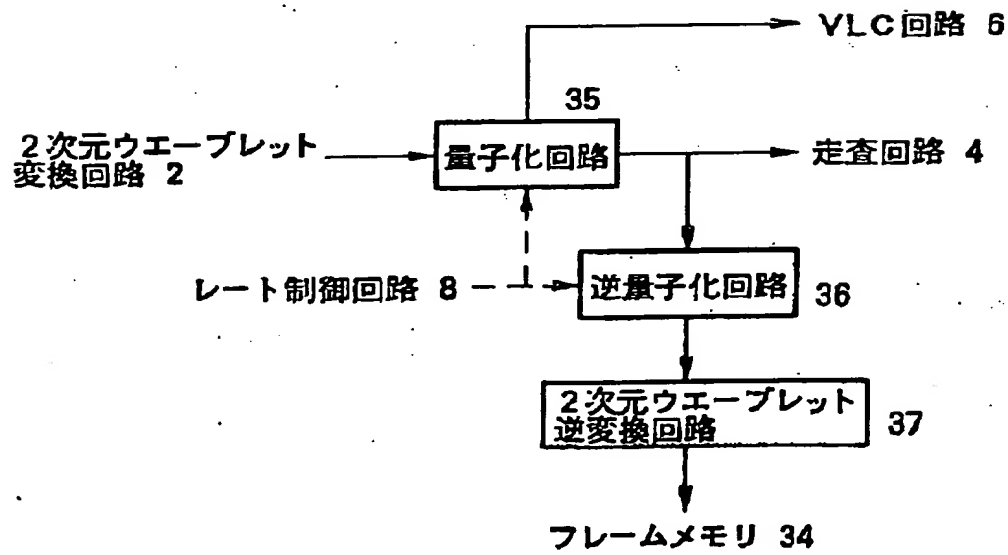 VLC回路 6
35
2次元ウエーブレット
変換回路 2
量子化回路
走査回路 4
レート制御回路 8
逆量子化回路
36
2次元ウエーブレット
逆変換回路
37
フレームメモリ 34